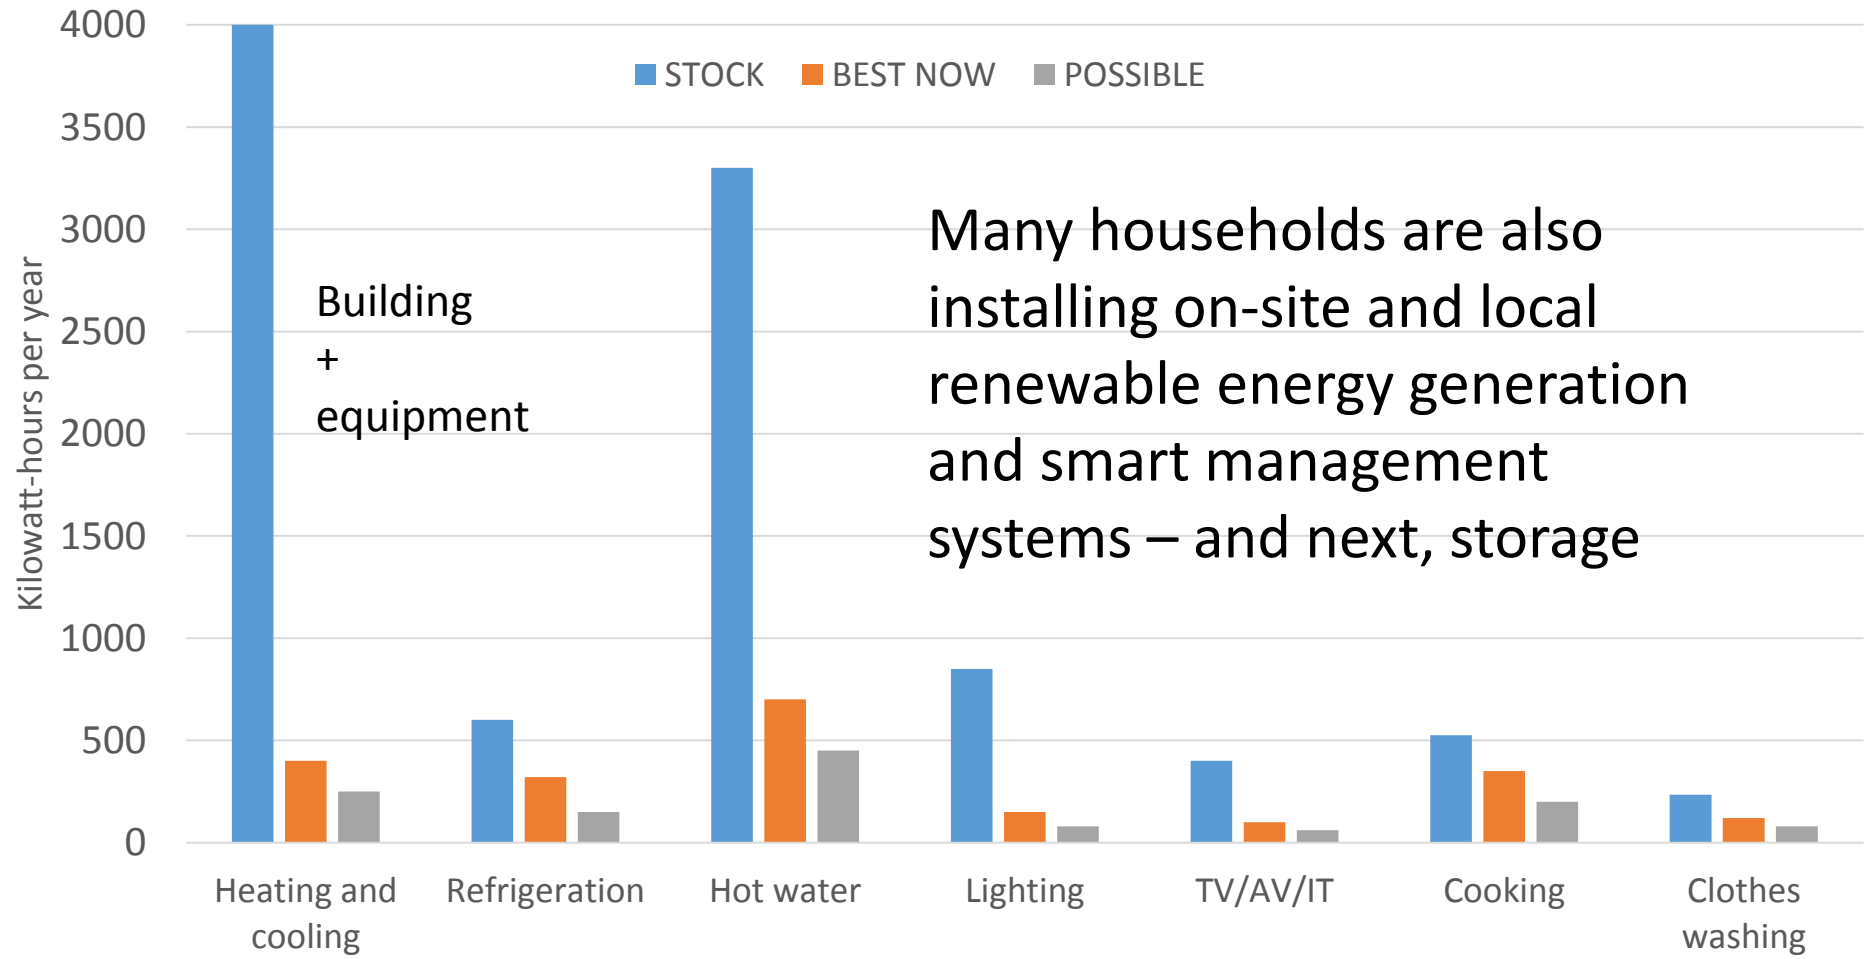 4000
3500
3000
2500
2000
1500
1000
500
0
Kilowatt-hours per year
STOCK BEST NOW POSSIBLE
Building
+
equipment
Many households are also
installing on-site and local
renewable energy generation
and smart management
systems – and next, storage
Heating and
cooling
Refrigeration
Hot water
Lighting
TV/AV/IT
Cooking
Clothes
washing